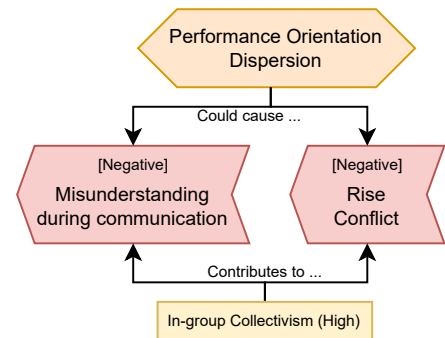 Performance Orientation
Dispersion
Could cause ...
[Negative]
Misunderstanding
during communication
[Negative]
Rise
Conflict
Contributes to ...
In-group Collectivism (High)